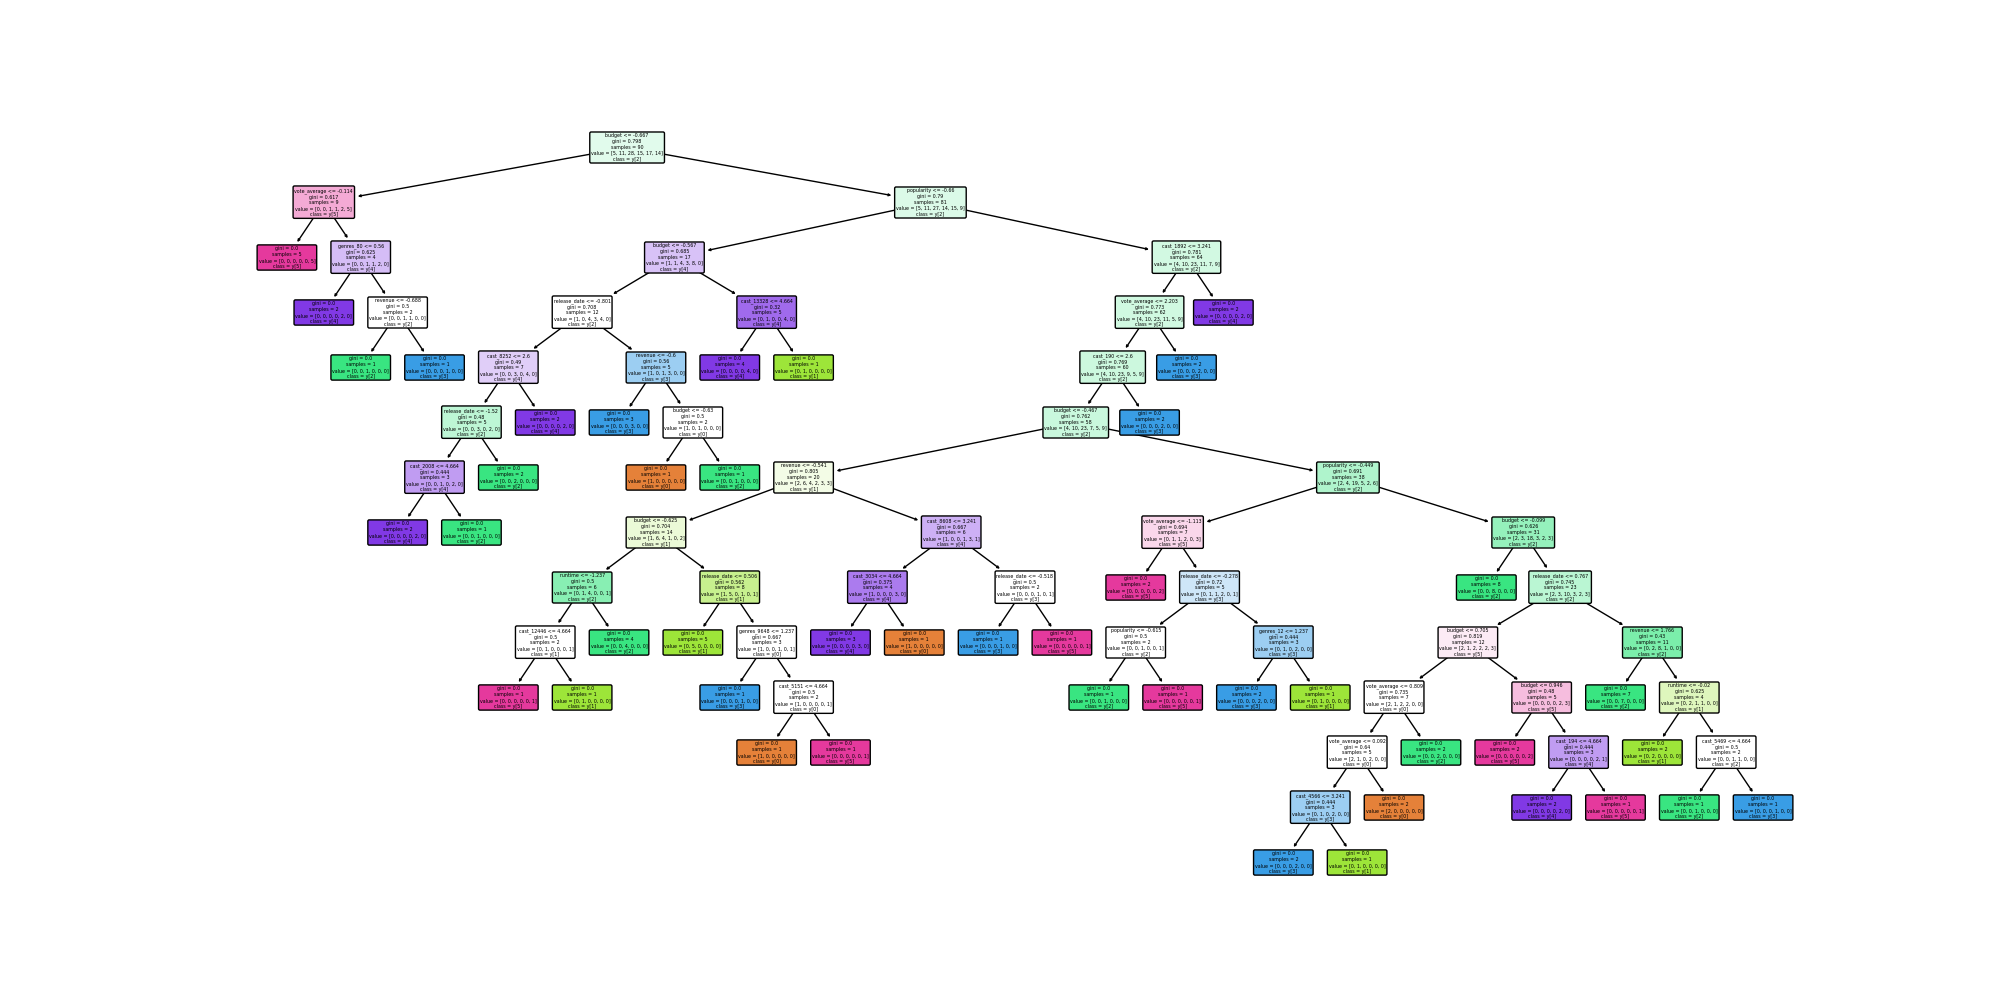 budget <= -0.667
gini = 0.798
samples = 90
value = [5, 11, 28, 15, 17, 14]
class = y[2]
vote_average <= -0.114
gini = 0.617
samples = 9
value = [0, 0, 1, 1, 2, 5]
class = y[5]
popularity <= -0.66
gini = 0.79
samples = 81
value = [5, 11, 27, 14, 15, 9]
class = y[2]
gini = 0.0
samples = 5
value = [0, 0, 0, 0, 0, 5]
class = y[5]
genres_80 <= 0.56
gini = 0.625
samples = 4
value = [0, 0, 1, 1, 2, 0]
class = y[4]
budget <= -0.567
gini = 0.685
samples = 17
value = [1, 1, 4, 3, 8, 0]
class = y[4]
cast_1892 <= 3.241
gini = 0.781
samples = 64
value = [4, 10, 23, 11, 7, 9]
class = y[2]
gini = 0.0
samples = 2
value = [0, 0, 0, 0, 2, 0]
class = y[4]
revenue <= -0.688
gini = 0.5
samples = 2
value = [0, 0, 1, 1, 0, 0]
class = y[2]
release_date <= -0.801
gini = 0.708
samples = 12
value = [1, 0, 4, 3, 4, 0]
class = y[2]
cast_13328 <= 4.664
gini = 0.32
samples = 5
value = [0, 1, 0, 0, 4, 0]
class = y[4]
vote_average <= 2.203
gini = 0.773
samples = 62
value = [4, 10, 23, 11, 5, 9]
class = y[2]
gini = 0.0
samples = 2
value = [0, 0, 0, 0, 2, 0]
class = y[4]
gini = 0.0
samples = 1
value = [0, 0, 1, 0, 0, 0]
class = y[2]
gini = 0.0
samples = 1
value = [0, 0, 0, 1, 0, 0]
class = y[3]
cast_8252 <= 2.6
gini = 0.49
samples = 7
value = [0, 0, 3, 0, 4, 0]
class = y[4]
revenue <= -0.6
gini = 0.56
samples = 5
value = [1, 0, 1, 3, 0, 0]
class = y[3]
gini = 0.0
samples = 4
value = [0, 0, 0, 0, 4, 0]
class = y[4]
gini = 0.0
samples = 1
value = [0, 1, 0, 0, 0, 0]
class = y[1]
cast_190 <= 2.6
gini = 0.769
samples = 60
value = [4, 10, 23, 9, 5, 9]
class = y[2]
gini = 0.0
samples = 2
value = [0, 0, 0, 2, 0, 0]
class = y[3]
release_date <= -1.52
gini = 0.48
samples = 5
value = [0, 0, 3, 0, 2, 0]
class = y[2]
gini = 0.0
samples = 2
value = [0, 0, 0, 0, 2, 0]
class = y[4]
gini = 0.0
samples = 3
value = [0, 0, 0, 3, 0, 0]
class = y[3]
budget <= -0.63
gini = 0.5
samples = 2
value = [1, 0, 1, 0, 0, 0]
class = y[0]
budget <= -0.467
gini = 0.762
samples = 58
value = [4, 10, 23, 7, 5, 9]
class = y[2]
gini = 0.0
samples = 2
value = [0, 0, 0, 2, 0, 0]
class = y[3]
cast_2008 <= 4.664
gini = 0.444
samples = 3
value = [0, 0, 1, 0, 2, 0]
class = y[4]
gini = 0.0
samples = 2
value = [0, 0, 2, 0, 0, 0]
class = y[2]
gini = 0.0
samples = 1
value = [1, 0, 0, 0, 0, 0]
class = y[0]
gini = 0.0
samples = 1
value = [0, 0, 1, 0, 0, 0]
class = y[2]
revenue <= -0.541
gini = 0.805
samples = 20
value = [2, 6, 4, 2, 3, 3]
class = y[1]
popularity <= -0.449
gini = 0.691
samples = 38
value = [2, 4, 19, 5, 2, 6]
class = y[2]
gini = 0.0
samples = 2
value = [0, 0, 0, 0, 2, 0]
class = y[4]
gini = 0.0
samples = 1
value = [0, 0, 1, 0, 0, 0]
class = y[2]
budget <= -0.625
gini = 0.704
samples = 14
value = [1, 6, 4, 1, 0, 2]
class = y[1]
cast_8608 <= 3.241
gini = 0.667
samples = 6
value = [1, 0, 0, 1, 3, 1]
class = y[4]
vote_average <= -1.113
gini = 0.694
samples = 7
value = [0, 1, 1, 2, 0, 3]
class = y[5]
budget <= -0.099
gini = 0.626
samples = 31
value = [2, 3, 18, 3, 2, 3]
class = y[2]
runtime <= -1.237
gini = 0.5
samples = 6
value = [0, 1, 4, 0, 0, 1]
class = y[2]
release_date <= 0.506
gini = 0.562
samples = 8
value = [1, 5, 0, 1, 0, 1]
class = y[1]
cast_3034 <= 4.664
gini = 0.375
samples = 4
value = [1, 0, 0, 0, 3, 0]
class = y[4]
release_date <= -0.518
gini = 0.5
samples = 2
value = [0, 0, 0, 1, 0, 1]
class = y[3]
gini = 0.0
samples = 2
value = [0, 0, 0, 0, 0, 2]
class = y[5]
release_date <= -0.278
gini = 0.72
samples = 5
value = [0, 1, 1, 2, 0, 1]
class = y[3]
gini = 0.0
samples = 8
value = [0, 0, 8, 0, 0, 0]
class = y[2]
release_date <= 0.767
gini = 0.745
samples = 23
value = [2, 3, 10, 3, 2, 3]
class = y[2]
cast_12446 <= 4.664
gini = 0.5
samples = 2
value = [0, 1, 0, 0, 0, 1]
class = y[1]
gini = 0.0
samples = 4
value = [0, 0, 4, 0, 0, 0]
class = y[2]
gini = 0.0
samples = 5
value = [0, 5, 0, 0, 0, 0]
class = y[1]
genres_9648 <= 1.237
gini = 0.667
samples = 3
value = [1, 0, 0, 1, 0, 1]
class = y[0]
gini = 0.0
samples = 3
value = [0, 0, 0, 0, 3, 0]
class = y[4]
gini = 0.0
samples = 1
value = [1, 0, 0, 0, 0, 0]
class = y[0]
gini = 0.0
samples = 1
value = [0, 0, 0, 1, 0, 0]
class = y[3]
gini = 0.0
samples = 1
value = [0, 0, 0, 0, 0, 1]
class = y[5]
popularity <= -0.615
gini = 0.5
samples = 2
value = [0, 0, 1, 0, 0, 1]
class = y[2]
genres_12 <= 1.237
gini = 0.444
samples = 3
value = [0, 1, 0, 2, 0, 0]
class = y[3]
budget <= 0.705
gini = 0.819
samples = 12
value = [2, 1, 2, 2, 2, 3]
class = y[5]
revenue <= 1.766
gini = 0.43
samples = 11
value = [0, 2, 8, 1, 0, 0]
class = y[2]
gini = 0.0
samples = 1
value = [0, 0, 0, 0, 0, 1]
class = y[5]
gini = 0.0
samples = 1
value = [0, 1, 0, 0, 0, 0]
class = y[1]
gini = 0.0
samples = 1
value = [0, 0, 0, 1, 0, 0]
class = y[3]
cast_5151 <= 4.664
gini = 0.5
samples = 2
value = [1, 0, 0, 0, 0, 1]
class = y[0]
gini = 0.0
samples = 1
value = [0, 0, 1, 0, 0, 0]
class = y[2]
gini = 0.0
samples = 1
value = [0, 0, 0, 0, 0, 1]
class = y[5]
gini = 0.0
samples = 2
value = [0, 0, 0, 2, 0, 0]
class = y[3]
gini = 0.0
samples = 1
value = [0, 1, 0, 0, 0, 0]
class = y[1]
vote_average <= 0.809
gini = 0.735
samples = 7
value = [2, 1, 2, 2, 0, 0]
class = y[0]
budget <= 0.948
gini = 0.48
samples = 5
value = [0, 0, 0, 0, 2, 3]
class = y[5]
gini = 0.0
samples = 7
value = [0, 0, 7, 0, 0, 0]
class = y[2]
runtime <= -0.02
gini = 0.625
samples = 4
value = [0, 2, 1, 1, 0, 0]
class = y[1]
gini = 0.0
samples = 1
value = [1, 0, 0, 0, 0, 0]
class = y[0]
gini = 0.0
samples = 1
value = [0, 0, 0, 0, 0, 1]
class = y[5]
vote_average <= 0.092
gini = 0.64
samples = 5
value = [2, 1, 0, 2, 0, 0]
class = y[0]
gini = 0.0
samples = 2
value = [0, 0, 2, 0, 0, 0]
class = y[2]
gini = 0.0
samples = 2
value = [0, 0, 0, 0, 0, 2]
class = y[5]
cast_194 <= 4.664
gini = 0.444
samples = 3
value = [0, 0, 0, 0, 2, 1]
class = y[4]
gini = 0.0
samples = 2
value = [0, 2, 0, 0, 0, 0]
class = y[1]
cast_5469 <= 4.664
gini = 0.5
samples = 2
value = [0, 0, 1, 1, 0, 0]
class = y[2]
cast_4566 <= 3.241
gini = 0.444
samples = 3
value = [0, 1, 0, 2, 0, 0]
class = y[3]
gini = 0.0
samples = 2
value = [2, 0, 0, 0, 0, 0]
class = y[0]
gini = 0.0
samples = 2
value = [0, 0, 0, 0, 2, 0]
class = y[4]
gini = 0.0
samples = 1
value = [0, 0, 0, 0, 0, 1]
class = y[5]
gini = 0.0
samples = 1
value = [0, 0, 1, 0, 0, 0]
class = y[2]
gini = 0.0
samples = 1
value = [0, 0, 0, 1, 0, 0]
class = y[3]
gini = 0.0
samples = 2
value = [0, 0, 0, 2, 0, 0]
class = y[3]
gini = 0.0
samples = 1
value = [0, 1, 0, 0, 0, 0]
class = y[1]